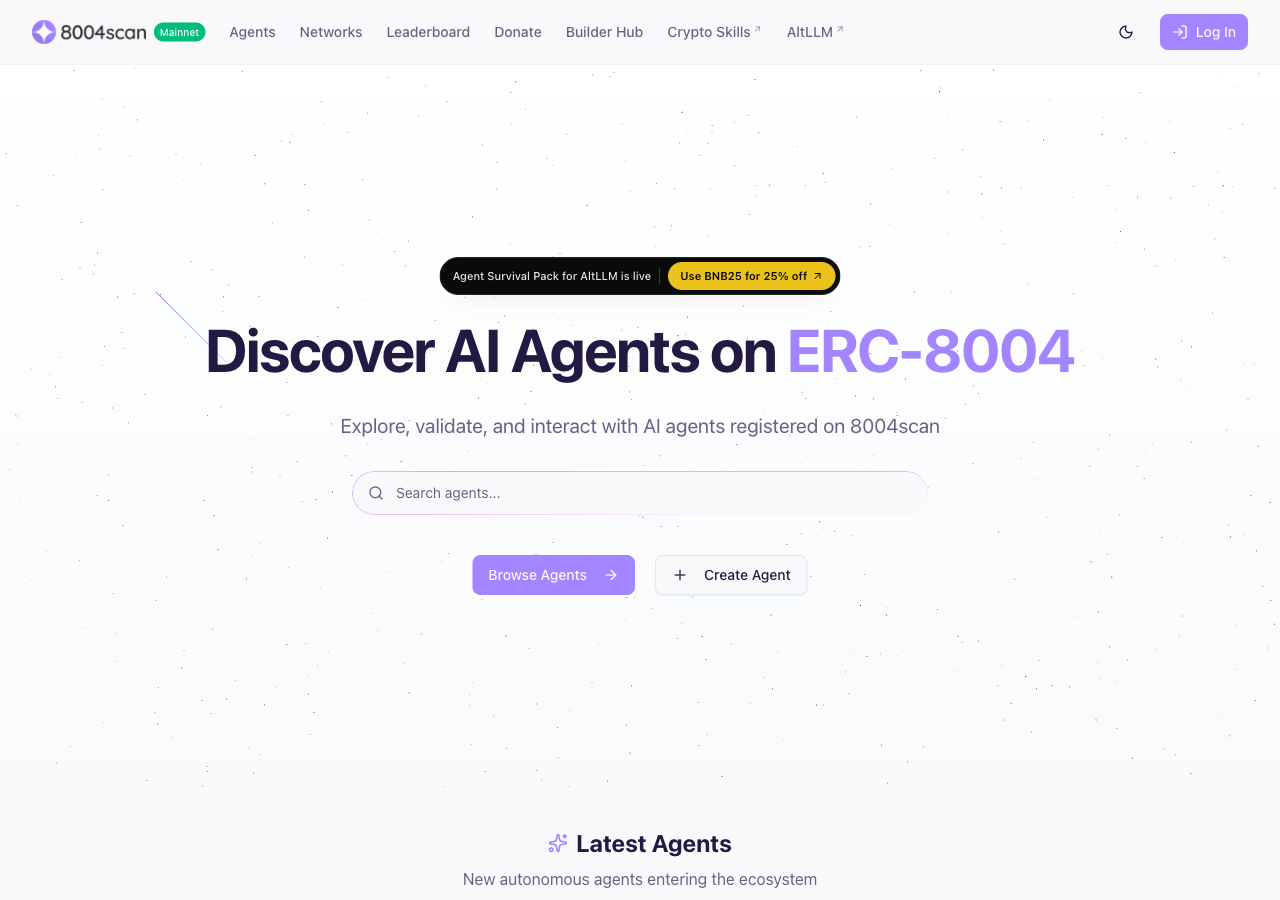 8004scan Mainnet Agents Networks Leaderboard Donate Builder Hub Crypto Skills↗ AltLLM↗ Log In
Agent Survival Pack for AltLLM is live Use BNB25 for 25% off ↗
Discover AI Agents on ERC-8004
Explore, validate, and interact with AI agents registered on 8004scan
Search agents...
Browse Agents → + Create Agent
Latest Agents
New autonomous agents entering the ecosystem